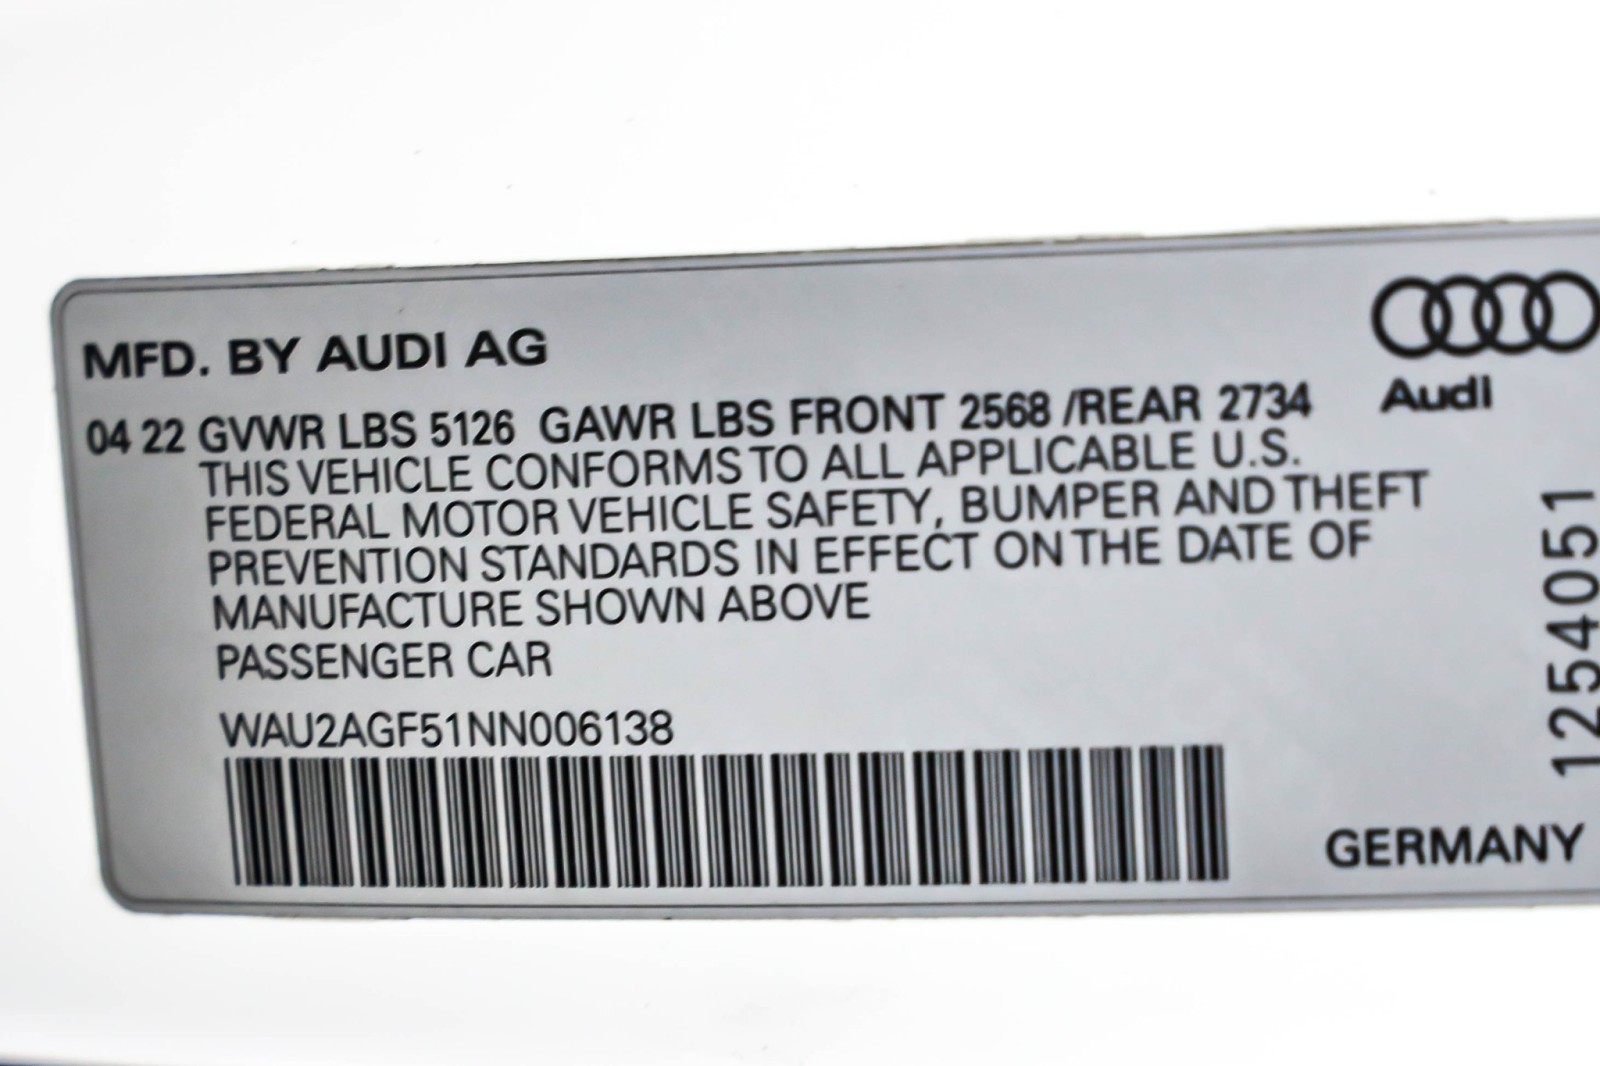 MFD. BY AUDI AG
Audi
04 22 GVWR LBS 5126 GAWR LBS FRONT 2568 /REAR 2734
THIS VEHICLE CONFORMS TO ALL APPLICABLE U.S.
FEDERAL MOTOR VEHICLE SAFETY, BUMPER AND THEFT
PREVENTION STANDARDS IN EFFECT ON THE DATE OF
MANUFACTURE SHOWN ABOVE
PASSENGER CAR
WAU2AGF51NN006138
1254051
GERMANY